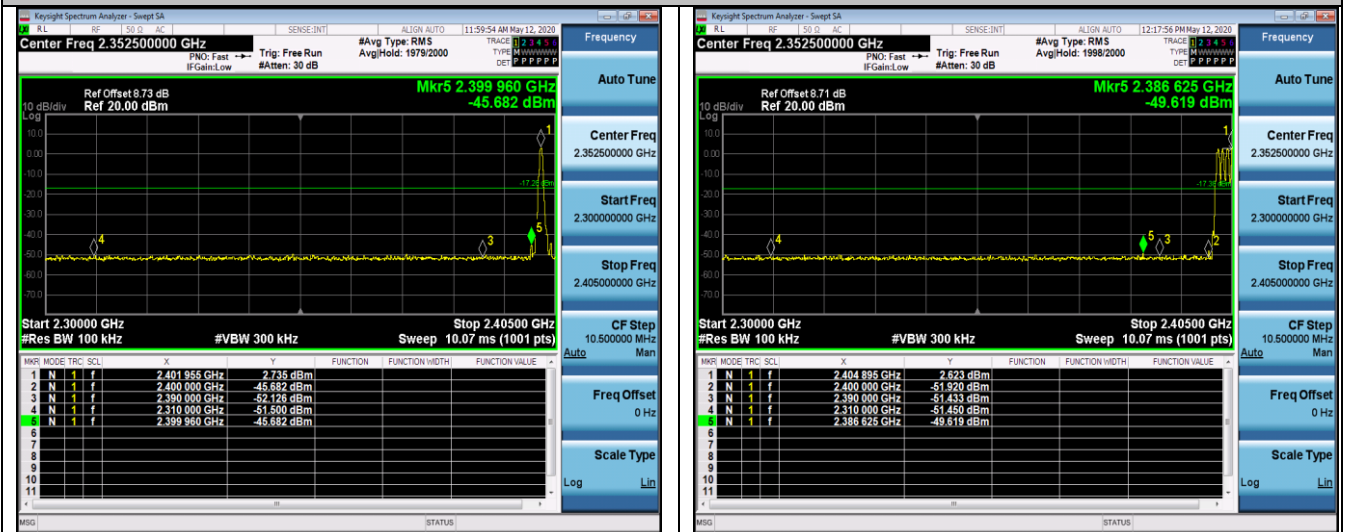 Keysight Spectrum Analyzer - Swept SA
RL RF 50 Ω AC SENSE:INT ALIGN AUTO 11:59:54 AM May 12, 2020
Center Freq 2.352500000 GHz #Avg Type: RMS TRACE 1 2 3 4 5 6
PNO: Fast Trig: Free Run Avg|Hold: 1979/2000 TYPE M
IFGain:Low #Atten: 30 dB DET P P P P P P
Mkr5 2.399 960 GHz
-45.682 dBm
Ref Offset 8.73 dB
10 dB/div Ref 20.00 dBm
Log
10.0
0.00
-10.0
-20.0
-30.0
-40.0
-50.0
-60.0
-70.0
1
5
3
4
Start 2.30000 GHz Stop 2.40500 GHz
#Res BW 100 kHz #VBW 300 kHz Sweep 10.07 ms (1001 pts)
MKR MODE TRC SCL X Y FUNCTION FUNCTION WIDTH FUNCTION VALUE
1 N 1 f 2.401 955 GHz 2.735 dBm
2 N 1 f 2.400 000 GHz -45.682 dBm
3 N 1 f 2.390 000 GHz -52.126 dBm
4 N 1 f 2.310 000 GHz -51.500 dBm
5 N 1 f 2.399 960 GHz -45.682 dBm
6
7
8
9
10
11
MSG STATUS
Frequency
Auto Tune
Center Freq
2.352500000 GHz
Start Freq
2.300000000 GHz
Stop Freq
2.405000000 GHz
CF Step
10.500000 MHz
Auto Man
Freq Offset
0 Hz
Scale Type
Log Lin
Keysight Spectrum Analyzer - Swept SA
RL RF 50 Ω AC SENSE:INT ALIGN AUTO 12:17:56 PM May 12, 2020
Center Freq 2.352500000 GHz #Avg Type: RMS TRACE 1 2 3 4 5 6
PNO: Fast Trig: Free Run Avg|Hold: 1998/2000 TYPE M
IFGain:Low #Atten: 30 dB DET P P P P P P
Mkr5 2.386 625 GHz
-49.619 dBm
Ref Offset 8.71 dB
10 dB/div Ref 20.00 dBm
Log
10.0
0.00
-10.0
-20.0
-30.0
-40.0
-50.0
-60.0
-70.0
1
5
3
2
4
Start 2.30000 GHz Stop 2.40500 GHz
#Res BW 100 kHz #VBW 300 kHz Sweep 10.07 ms (1001 pts)
MKR MODE TRC SCL X Y FUNCTION FUNCTION WIDTH FUNCTION VALUE
1 N 1 f 2.404 895 GHz 2.623 dBm
2 N 1 f 2.400 000 GHz -51.920 dBm
3 N 1 f 2.390 000 GHz -51.433 dBm
4 N 1 f 2.310 000 GHz -51.450 dBm
5 N 1 f 2.386 625 GHz -49.619 dBm
6
7
8
9
10
11
MSG STATUS
Frequency
Auto Tune
Center Freq
2.352500000 GHz
Start Freq
2.300000000 GHz
Stop Freq
2.405000000 GHz
CF Step
10.500000 MHz
Auto Man
Freq Offset
0 Hz
Scale Type
Log Lin